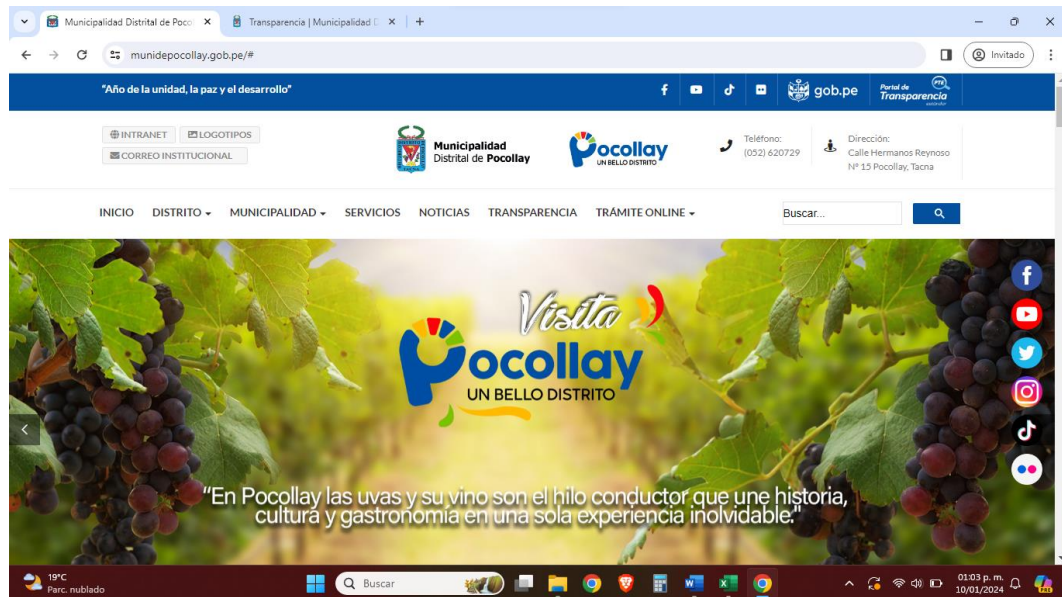 Municipalidad Distrital de Poco
Transparencia | Municipalidad D
munidepocollay.gob.pe/#
Invitado
"Año de la unidad, la paz y el desarrollo"
gob.pe
Portal de
Transparencia
PTE
INTRANET
LOGOTIPOS
CORREO INSTITUCIONAL
Municipalidad
Distrital de Pocollay
Pocollay
UN BELLO DISTRITO
Teléfono:
(052) 620729
Dirección:
Calle Hermanos Reynoso
Nº 15 Pocollay, Tacna
INICIO DISTRITO MUNICIPALIDAD SERVICIOS NOTICIAS TRANSPARENCIA TRÁMITE ONLINE
Buscar...
Visita
Pocollay
UN BELLO DISTRITO
"En Pocollay las uvas y su vino son el hilo conductor que une historia,
cultura y gastronomía en una sola experiencia inolvidable."
19°C
Parc. nublado
Buscar
01:03 p. m.
10/01/2024